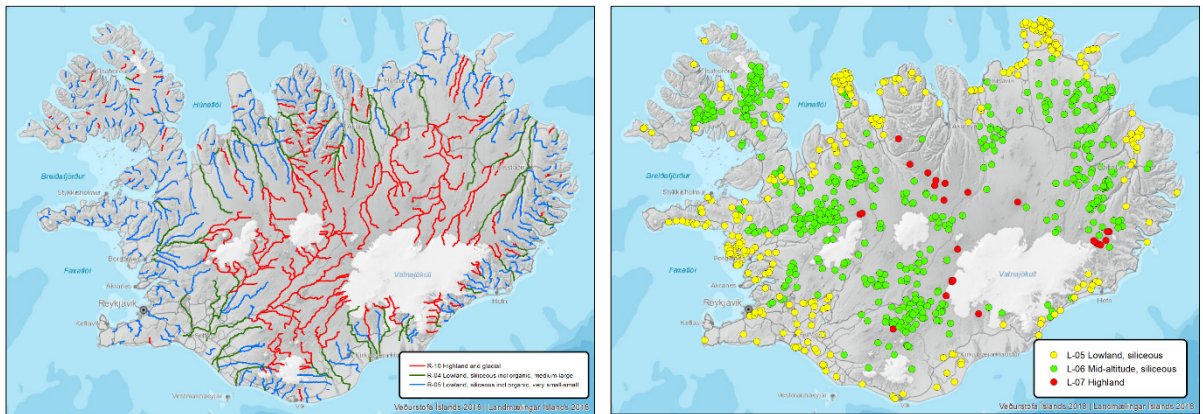 Húnaflói
Breiðafjörður
Stykkishólmur
Faxaflói
Borgarnes
Akranes
Reykjavík
Keflavík
Vatnajökull
Höfn
Vík
R-10 Highland and glacial
R-04 Lowland, siliceous incl organic, medium-large
R-05 Lowland, siliceous incl organic, very small-small
Veðurstofa Íslands 2018 | Landmælingar Íslands 2018
Ísafjörður
Húnaflói
Breiðafjörður
Stykkishólmur
Faxaflói
Akranes
Reykjavík
Vatnajökull
Höfn
L-05 Lowland, siliceous
L-06 Mid-altitude, siliceous
L-07 Highland
Veðurstofa Íslands 2018 | Landmælingar Íslands 2018